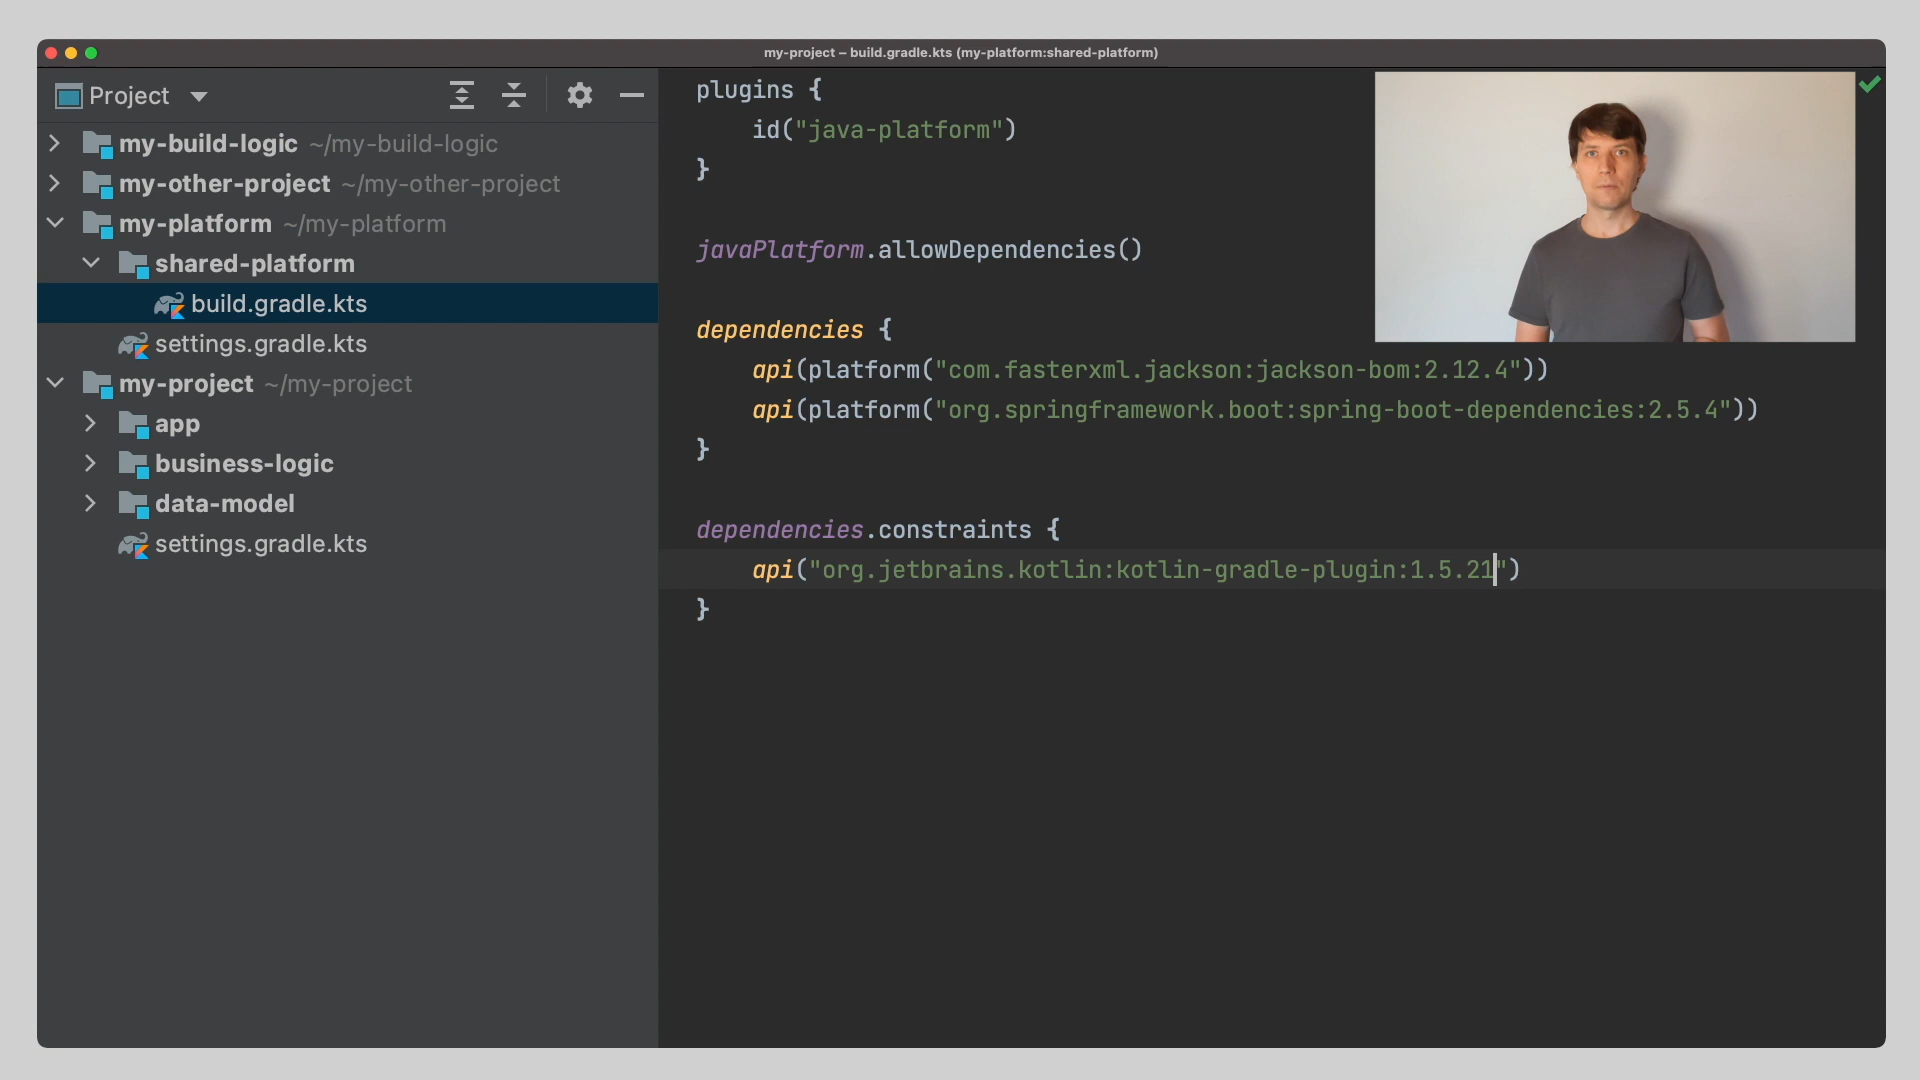 my-project – build.gradle.kts (my-platform:shared-platform)
Project
my-build-logic ~/my-build-logic
my-other-project ~/my-other-project
my-platform ~/my-platform
shared-platform
build.gradle.kts
settings.gradle.kts
my-project ~/my-project
app
business-logic
data-model
settings.gradle.kts
plugins {
    id("java-platform")
}
javaPlatform.allowDependencies()
dependencies {
    api(platform("com.fasterxml.jackson:jackson-bom:2.12.4"))
    api(platform("org.springframework.boot:spring-boot-dependencies:2.5.4"))
}
dependencies.constraints {
    api("org.jetbrains.kotlin:kotlin-gradle-plugin:1.5.21")
}